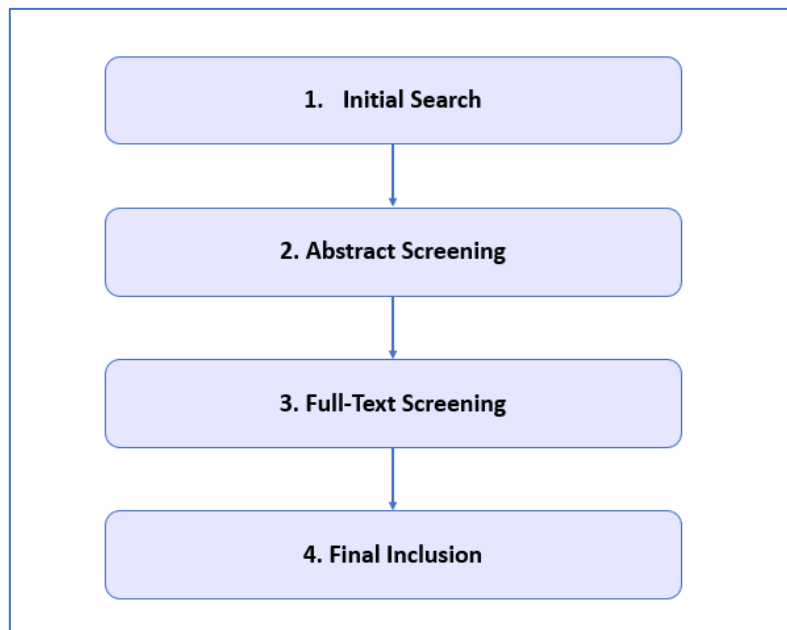 1. Initial Search
2. Abstract Screening
3. Full-Text Screening
4. Final Inclusion